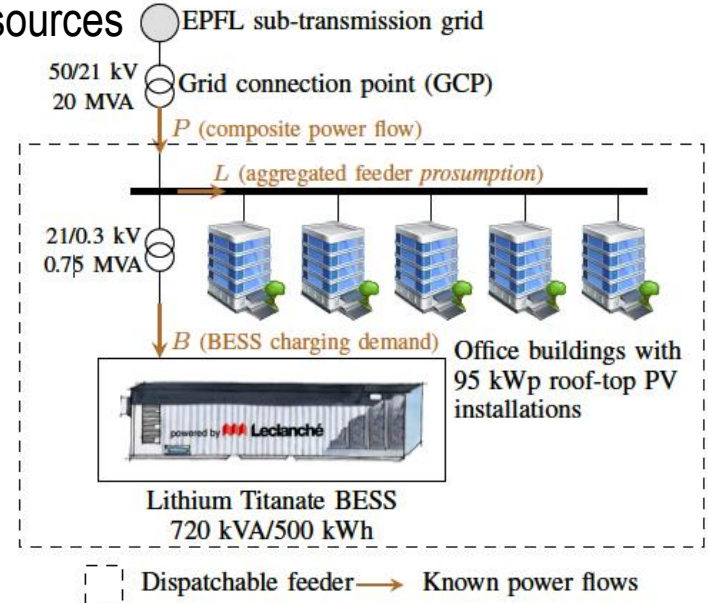 sources
EPFL sub-transmission grid
50/21 kV
20 MVA
Grid connection point (GCP)
P (composite power flow)
L (aggregated feeder prosumption)
21/0.3 kV
0.75 MVA
B (BESS charging demand)
Office buildings with
95 kWp roof-top PV
installations
powered by Leclanché
Lithium Titanate BESS
720 kVA/500 kWh
Dispatchable feeder
Known power flows